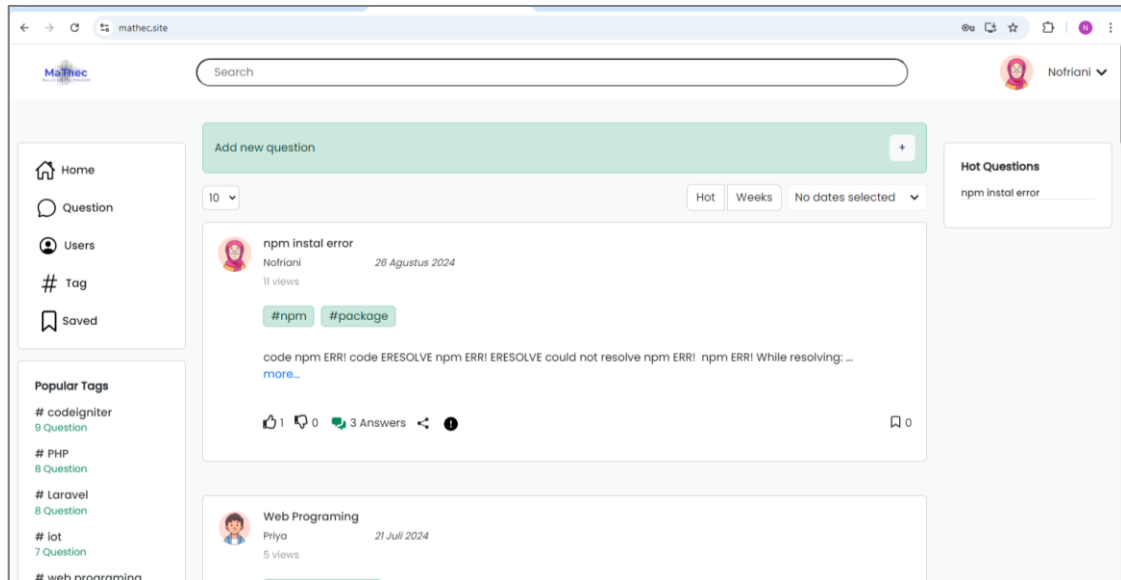 mathec.site
N
MaThec
Search
Nofriani
Home
Question
Users
Tag
Saved
Popular Tags
# codeigniter
9 Question
# PHP
8 Question
# Laravel
8 Question
# iot
7 Question
# web programing
Add new question
+
10
Hot
Weeks
No dates selected
npm instal error
Nofriani 26 Agustus 2024
11 views
#npm #package
code npm ERR! code ERESOLVE npm ERR! ERESOLVE could not resolve npm ERR! npm ERR! While resolving: ...
more...
1 0 3 Answers
0
Web Programing
Priya 21 Juli 2024
5 views
Hot Questions
npm instal error